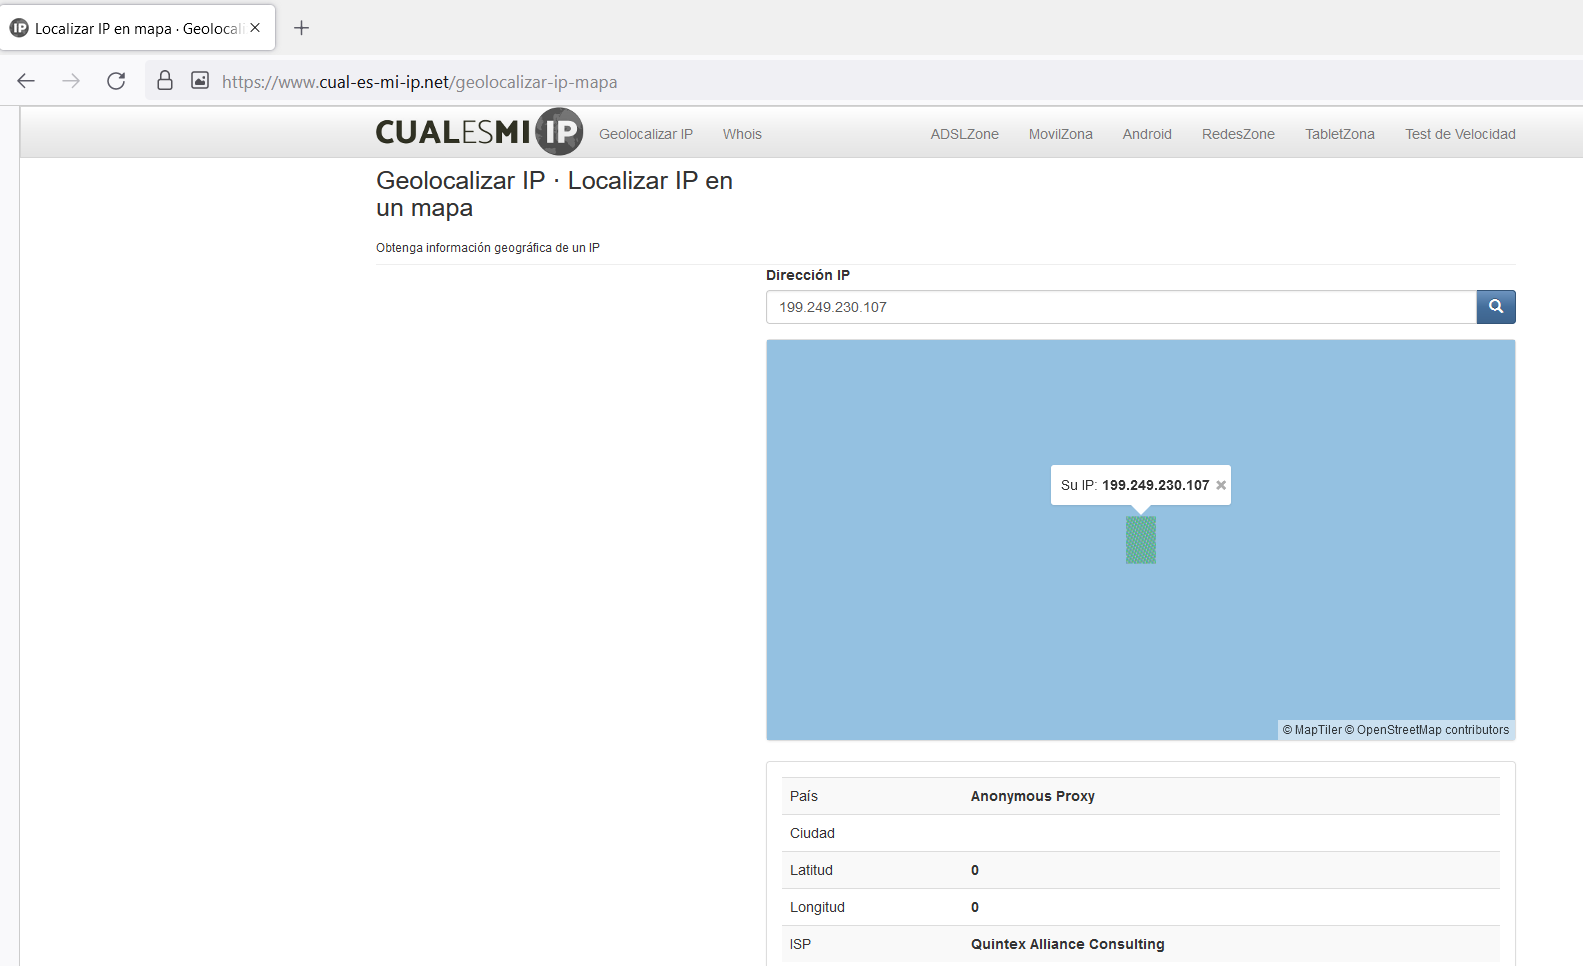 Localizar IP en mapa · Geolocali
https://www.cual-es-mi-ip.net/geolocalizar-ip-mapa
CUALESMI IP
Geolocalizar IP
Whois
ADSLZone
MovilZona
Android
RedesZone
TabletZona
Test de Velocidad
Geolocalizar IP · Localizar IP en
un mapa
Obtenga información geográfica de un IP
Dirección IP
199.249.230.107
Su IP: 199.249.230.107
© MapTiler © OpenStreetMap contributors
País Anonymous Proxy
Ciudad
Latitud 0
Longitud 0
ISP Quintex Alliance Consulting